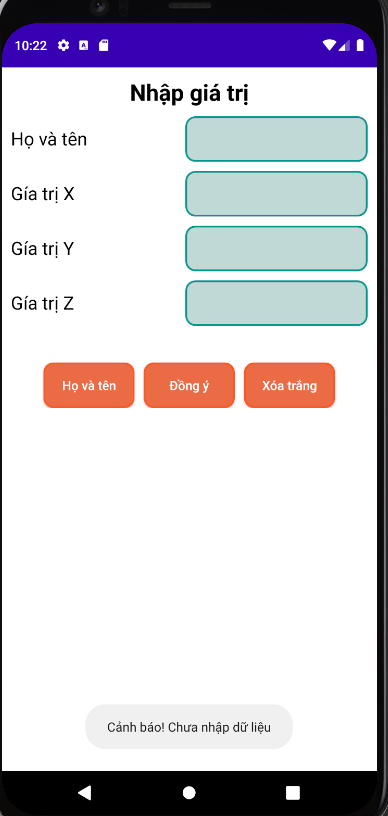 10:22
Nhập giá trị
Họ và tên
Gía trị X
Gía trị Y
Gía trị Z
Họ và tên Đồng ý Xóa trắng
Cảnh báo! Chưa nhập dữ liệu